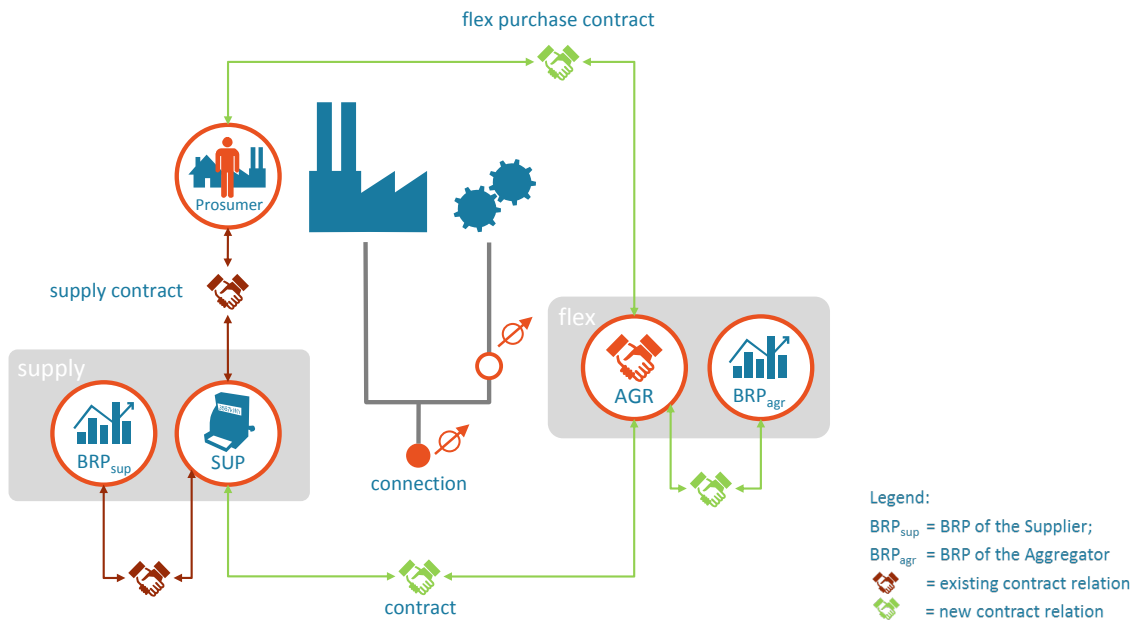 flex purchase contract
Prosumer
supply contract
flex
supply
AGR
BRPagr
BRPsup
SUP
connection
contract
Legend:
BRPsup = BRP of the Supplier;
BRPagr = BRP of the Aggregator
= existing contract relation
= new contract relation